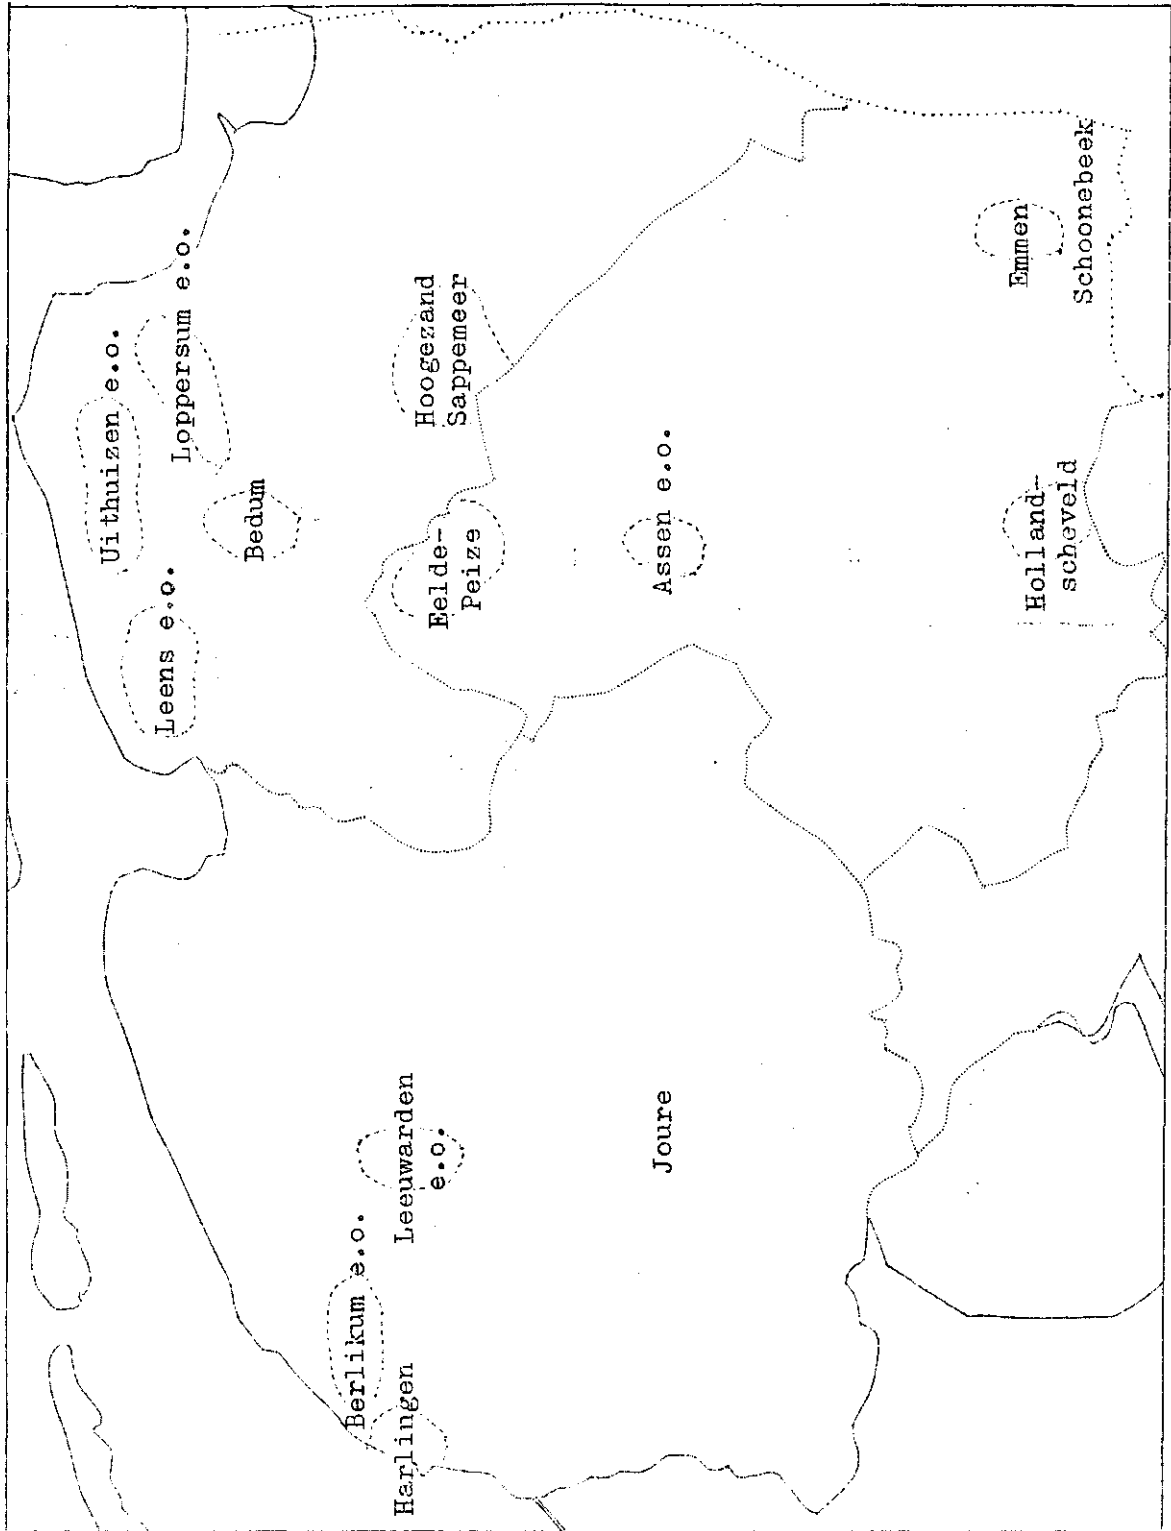 Uithuizen e.o.
Leens e.o.
Loppersum e.o.
Bedum
Berlikum e.o.
Harlingen
Leeuwarden
e.o.
Eelde-
Peize
Hoogezand
Sappemeer
Joure
Assen e.o.
Emmen
Holland-
scheveld
Schoonebeek